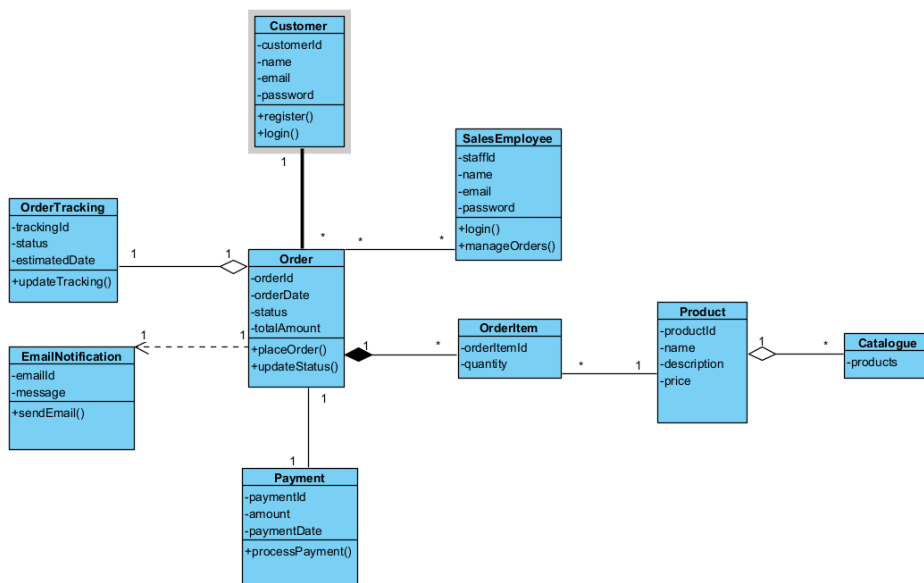 Customer
-customerId
-name
-email
-password
+register()
+login()
1
SalesEmployee
-staffId
-name
-email
-password
+login()
+manageOrders()
OrderTracking
-trackingId
-status
-estimatedDate
+updateTracking()
1
1
*
*
*
Order
-orderId
-orderDate
-status
-totalAmount
+placeOrder()
+updateStatus()
1
1
EmailNotification
-emailId
-message
+sendEmail()
1
*
OrderItem
-orderItemId
-quantity
*
1
Product
-productId
-name
-description
-price
1
*
Catalogue
-products
1
1
Payment
-paymentId
-amount
-paymentDate
+processPayment()